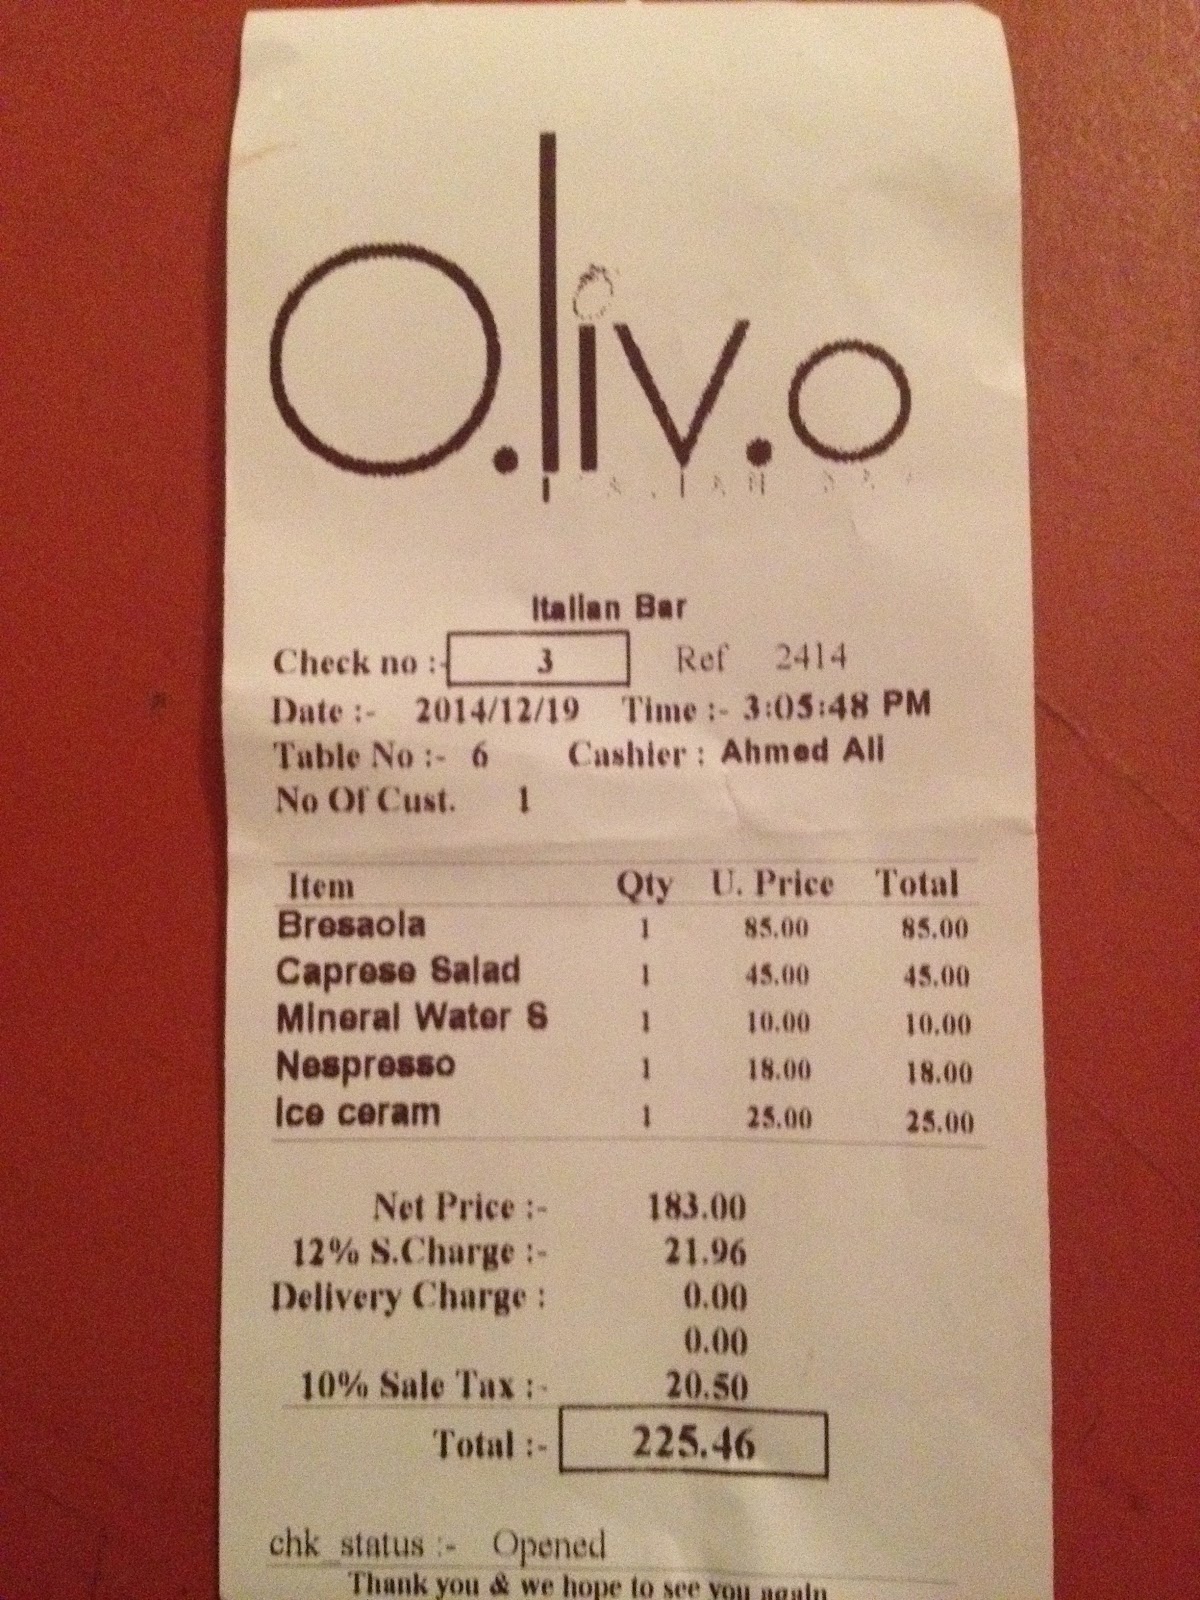 O.liv.o
Italian Bar
Check no :- 3 Ref 2414
Date :- 2014/12/19 Time :- 3:05:48 PM
Table No :- 6 Cashier : Ahmed Ali
No Of Cust. 1
Item Qty U. Price Total
Bresaola 1 85.00 85.00
Caprese Salad 1 45.00 45.00
Mineral Water S 1 10.00 10.00
Nespresso 1 18.00 18.00
Ice ceram 1 25.00 25.00
Net Price :- 183.00
12% S.Charge :- 21.96
Delivery Charge : 0.00
0.00
10% Sale Tax :- 20.50
Total :- 225.46
chk_status :- Opened
Thank you & we hope to see you again